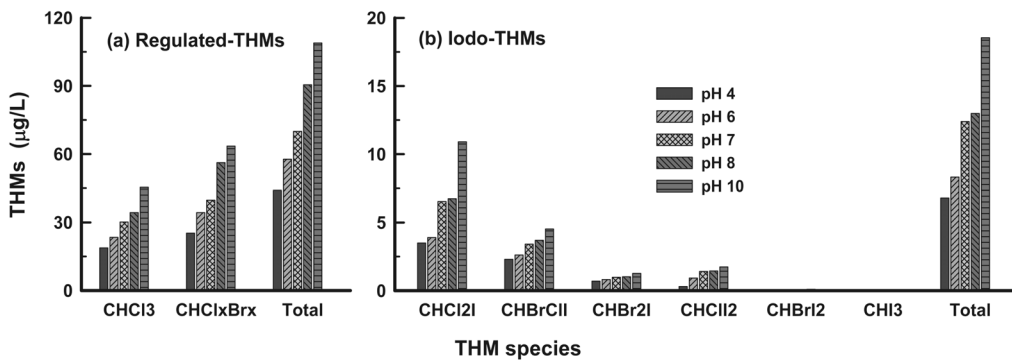 (a) Regulated-THMs
(b) Iodo-THMs
THMs (µg/L)
120
90
60
30
0
20
15
10
5
0
pH 4
pH 6
pH 7
pH 8
pH 10
CHCl3 CHClxBrx Total
CHCl2I CHBrClI CHBr2I CHClI2 CHBrI2 CHI3 Total
THM species